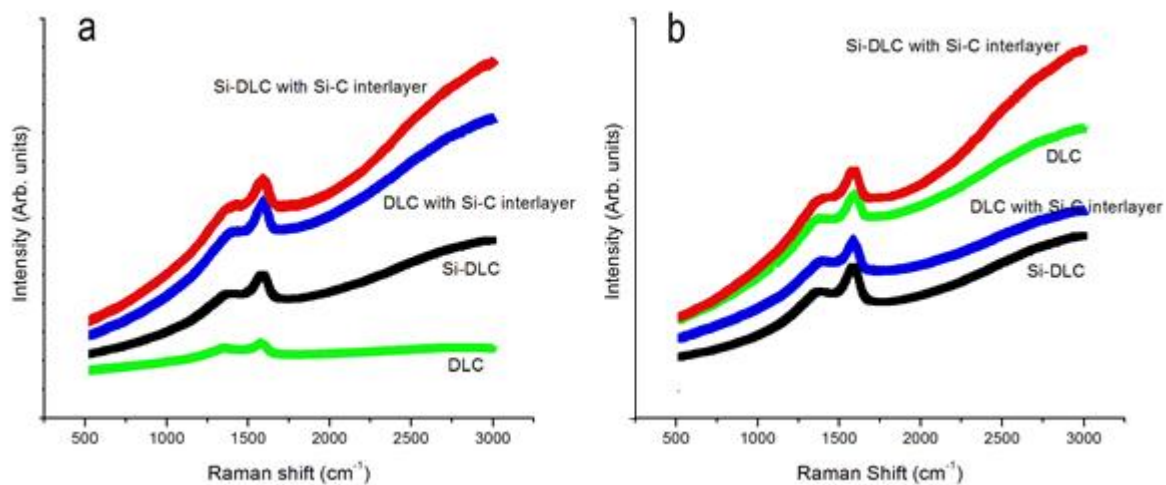 a
Si-DLC with Si-C interlayer
DLC with Si-C interlayer
Si-DLC
DLC
Intensity (Arb. units)
500 1000 1500 2000 2500 3000
Raman shift (cm⁻¹)
b
Si-DLC with Si-C interlayer
DLC
DLC with Si-C interlayer
Si-DLC
Intensity (Arb. units)
500 1000 1500 2000 2500 3000
Raman Shift (cm⁻¹)